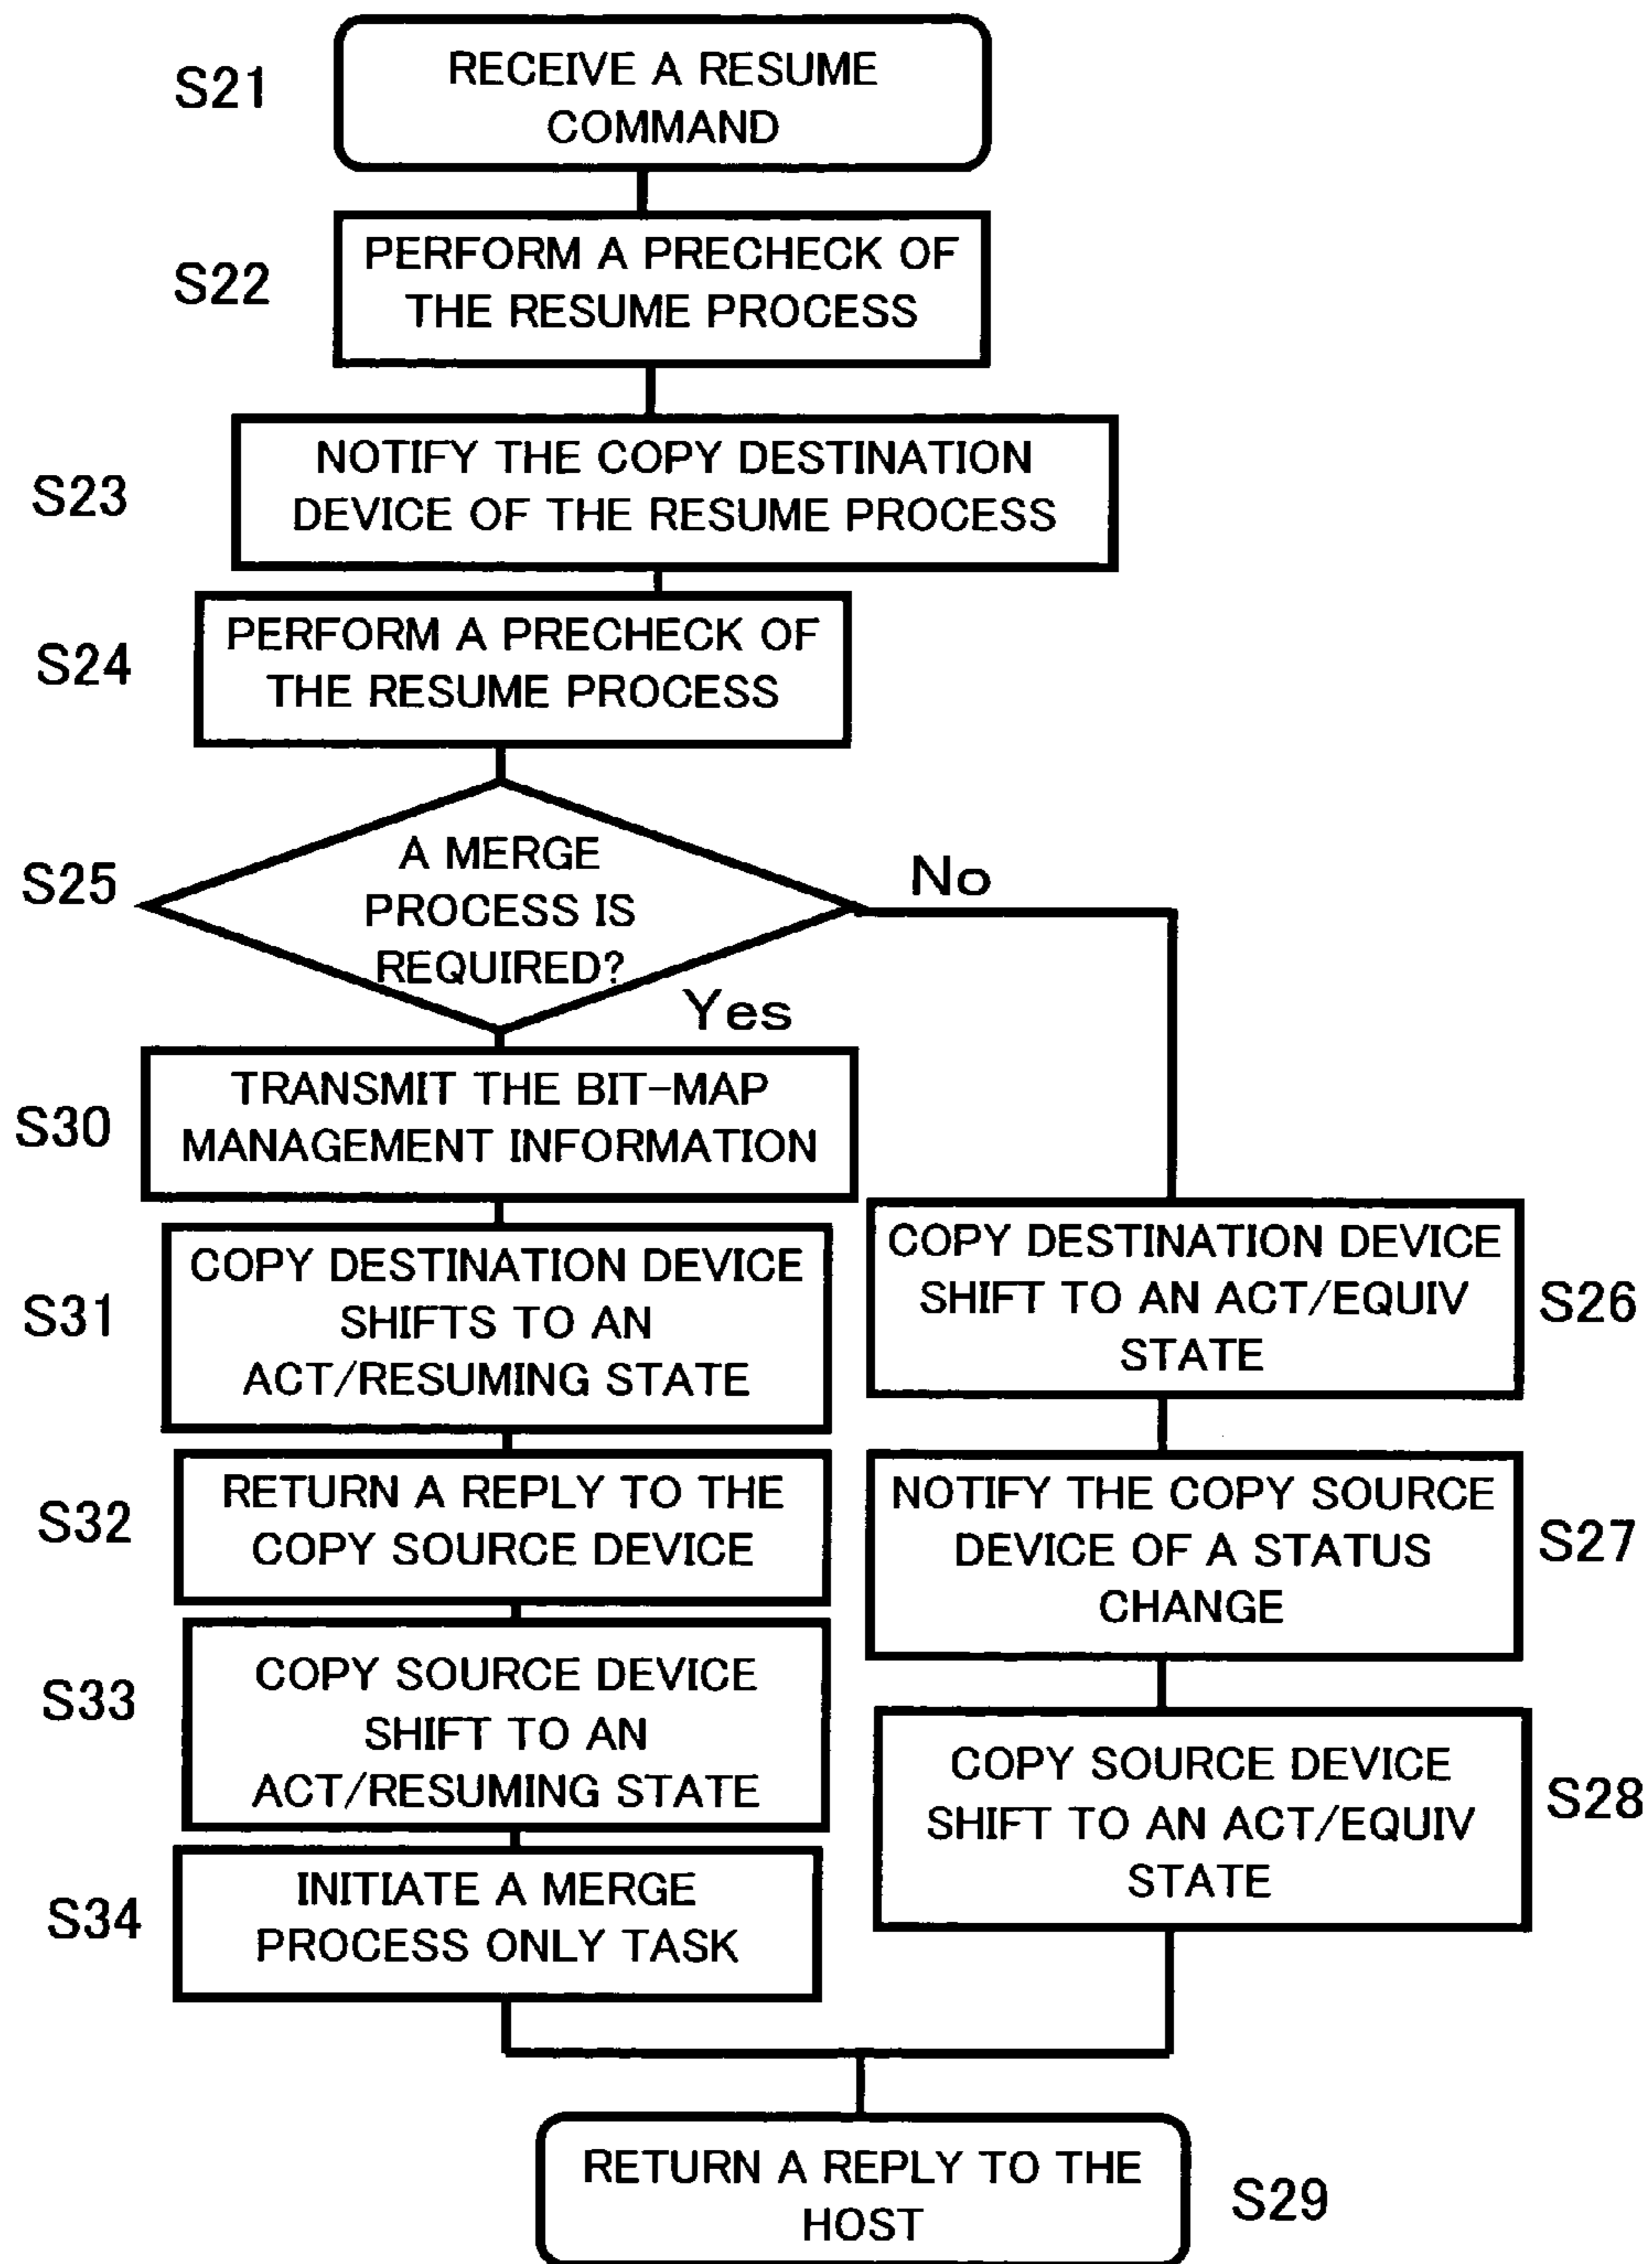 S21
RECEIVE A RESUME
COMMAND
S22
PERFORM A PRECHECK OF
THE RESUME PROCESS
S23
NOTIFY THE COPY DESTINATION
DEVICE OF THE RESUME PROCESS
S24
PERFORM A PRECHECK OF
THE RESUME PROCESS
S25
A MERGE
PROCESS IS
REQUIRED?
No
Yes
S30
TRANSMIT THE BIT-MAP
MANAGEMENT INFORMATION
S31
COPY DESTINATION DEVICE
SHIFTS TO AN
ACT/RESUMING STATE
S32
RETURN A REPLY TO THE
COPY SOURCE DEVICE
S33
COPY SOURCE DEVICE
SHIFT TO AN
ACT/RESUMING STATE
S34
INITIATE A MERGE
PROCESS ONLY TASK
COPY DESTINATION DEVICE
SHIFT TO AN ACT/EQUIV
STATE
S26
NOTIFY THE COPY SOURCE
DEVICE OF A STATUS
CHANGE
S27
COPY SOURCE DEVICE
SHIFT TO AN ACT/EQUIV
STATE
S28
RETURN A REPLY TO THE
HOST
S29